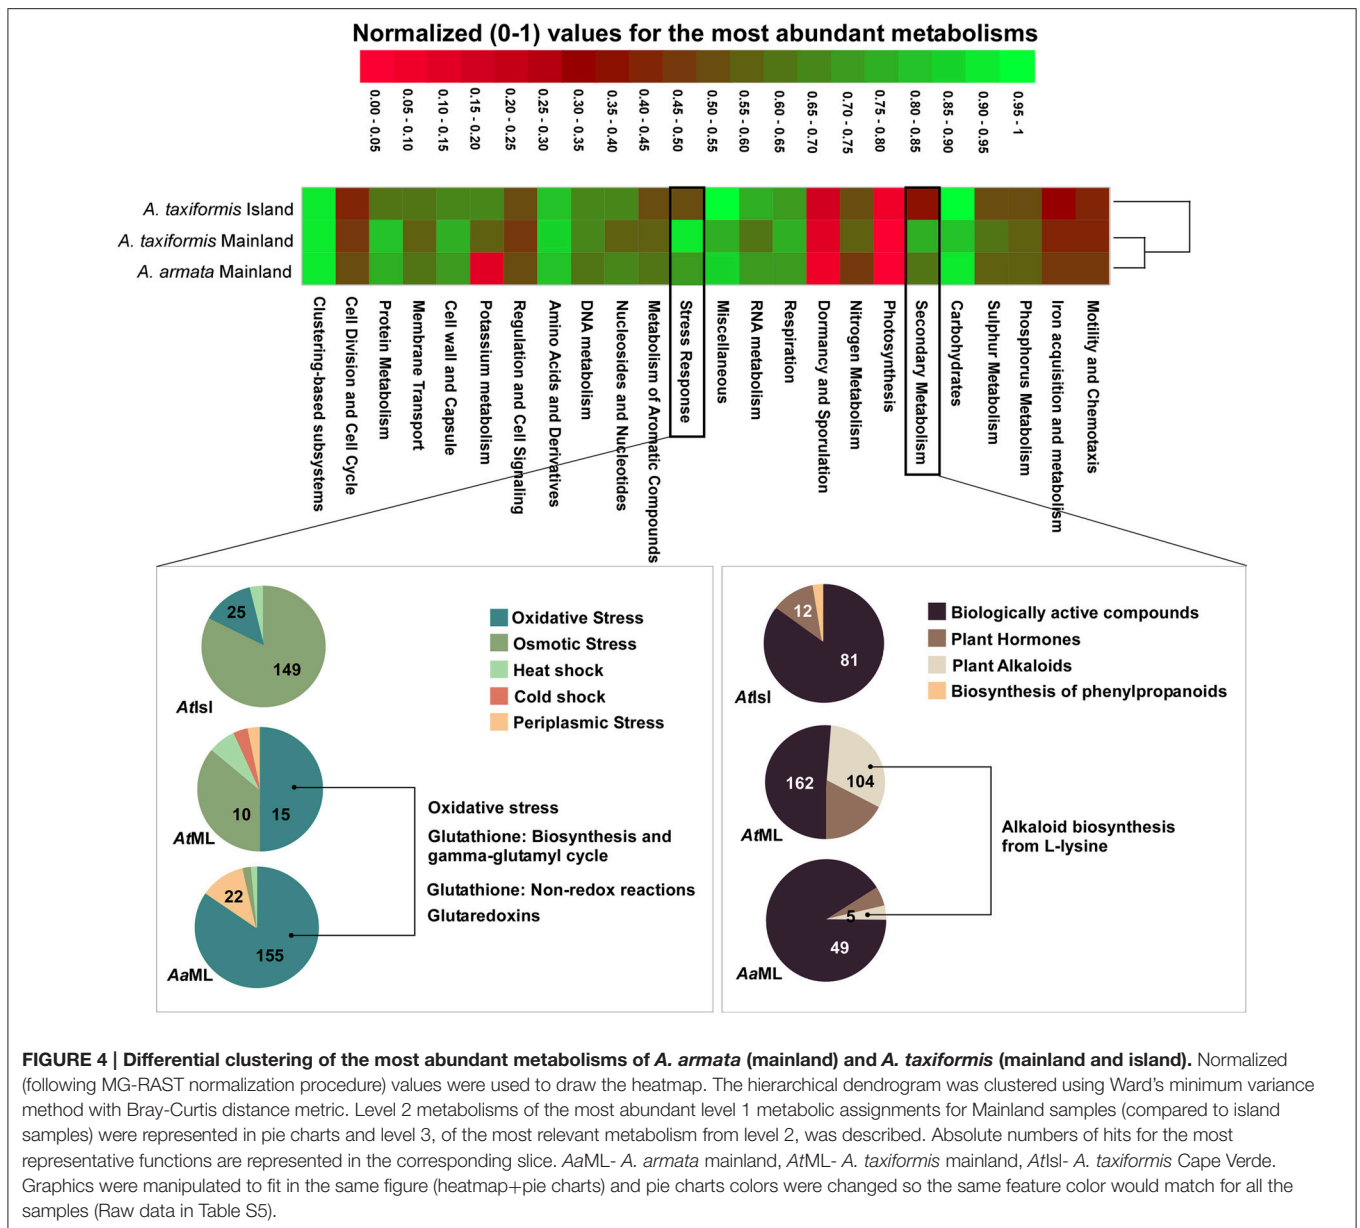 Normalized (0-1) values for the most abundant metabolisms
0.00 - 0.05
0.05 - 0.10
0.10 - 0.15
0.15 - 0.20
0.20 - 0.25
0.25 - 0.30
0.30 - 0.35
0.35 - 0.40
0.40 - 0.45
0.45 - 0.50
0.50 - 0.55
0.55 - 0.60
0.60 - 0.65
0.65 - 0.70
0.70 - 0.75
0.75 - 0.80
0.80 - 0.85
0.85 - 0.90
0.90 - 0.95
0.95 - 1
A. taxiformis Island
A. taxiformis Mainland
A. armata Mainland
Clustering-based subsystems
Cell Division and Cell Cycle
Protein Metabolism
Membrane Transport
Cell wall and Capsule
Potassium metabolism
Regulation and Cell Signaling
Amino Acids and Derivatives
DNA metabolism
Nucleosides and Nucleotides
Metabolism of Aromatic Compounds
Stress Response
Miscellaneous
RNA metabolism
Respiration
Dormancy and Sporulation
Nitrogen Metabolism
Photosynthesis
Secondary Metabolism
Carbohydrates
Sulphur Metabolism
Phosphorus Metabolism
Iron acquisition and metabolism
Motility and Chemotaxis
25
149
AtIsl
10
15
AtML
22
155
AaML
Oxidative Stress
Osmotic Stress
Heat shock
Cold shock
Periplasmic Stress
Oxidative stress
Glutathione: Biosynthesis and
gamma-glutamyl cycle
Glutathione: Non-redox reactions
Glutaredoxins
12
81
AtIsl
162
104
AtML
5
49
AaML
Biologically active compounds
Plant Hormones
Plant Alkaloids
Biosynthesis of phenylpropanoids
Alkaloid biosynthesis
from L-lysine
FIGURE 4 | Differential clustering of the most abundant metabolisms of A. armata (mainland) and A. taxiformis (mainland and island). Normalized
(following MG-RAST normalization procedure) values were used to draw the heatmap. The hierarchical dendrogram was clustered using Ward's minimum variance
method with Bray-Curtis distance metric. Level 2 metabolisms of the most abundant level 1 metabolic assignments for Mainland samples (compared to island
samples) were represented in pie charts and level 3, of the most relevant metabolism from level 2, was described. Absolute numbers of hits for the most
representative functions are represented in the corresponding slice. AaML- A. armata mainland, AtML- A. taxiformis mainland, AtIsl- A. taxiformis Cape Verde.
Graphics were manipulated to fit in the same figure (heatmap+pie charts) and pie charts colors were changed so the same feature color would match for all the
samples (Raw data in Table S5).